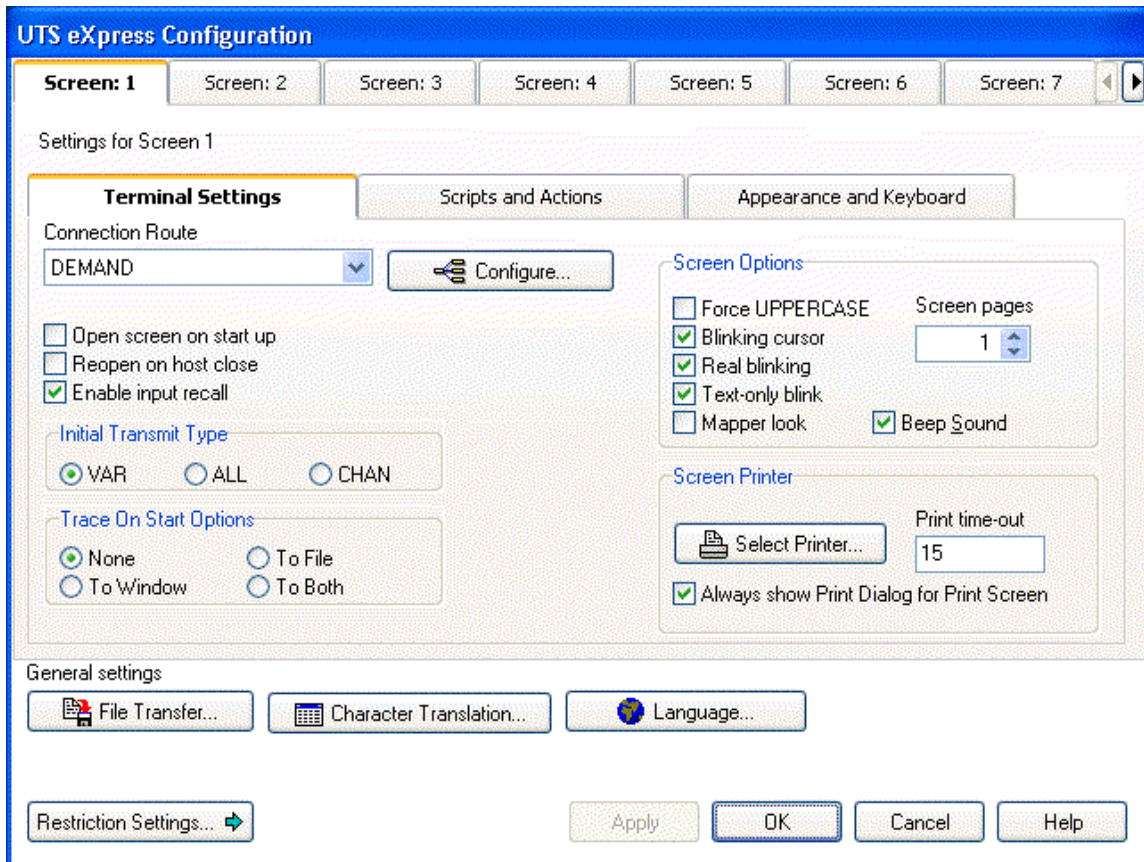 UTS eXpress Configuration
Screen: 1 Screen: 2 Screen: 3 Screen: 4 Screen: 5 Screen: 6 Screen: 7
Settings for Screen 1
Terminal Settings Scripts and Actions Appearance and Keyboard
Connection Route
DEMAND
Configure...
Open screen on start up
Reopen on host close
Enable input recall
Initial Transmit Type
VAR ALL CHAN
Trace On Start Options
None To File
To Window To Both
Screen Options
Force UPPERCASE
Blinking cursor
Real blinking
Text-only blink
Mapper look Beep Sound
Screen pages
1
Screen Printer
Select Printer...
Print time-out
15
Always show Print Dialog for Print Screen
General settings
File Transfer... Character Translation... Language...
Restriction Settings... Apply OK Cancel Help